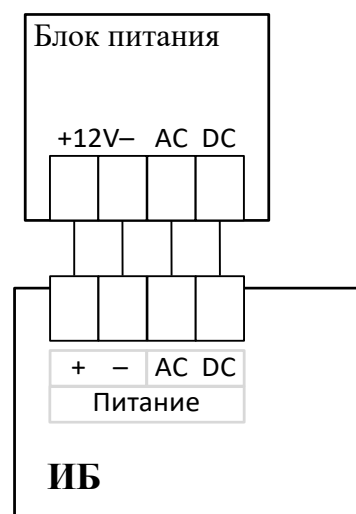 Блок питания
+12V– AC DC
+ – AC DC
Питание
ИБ